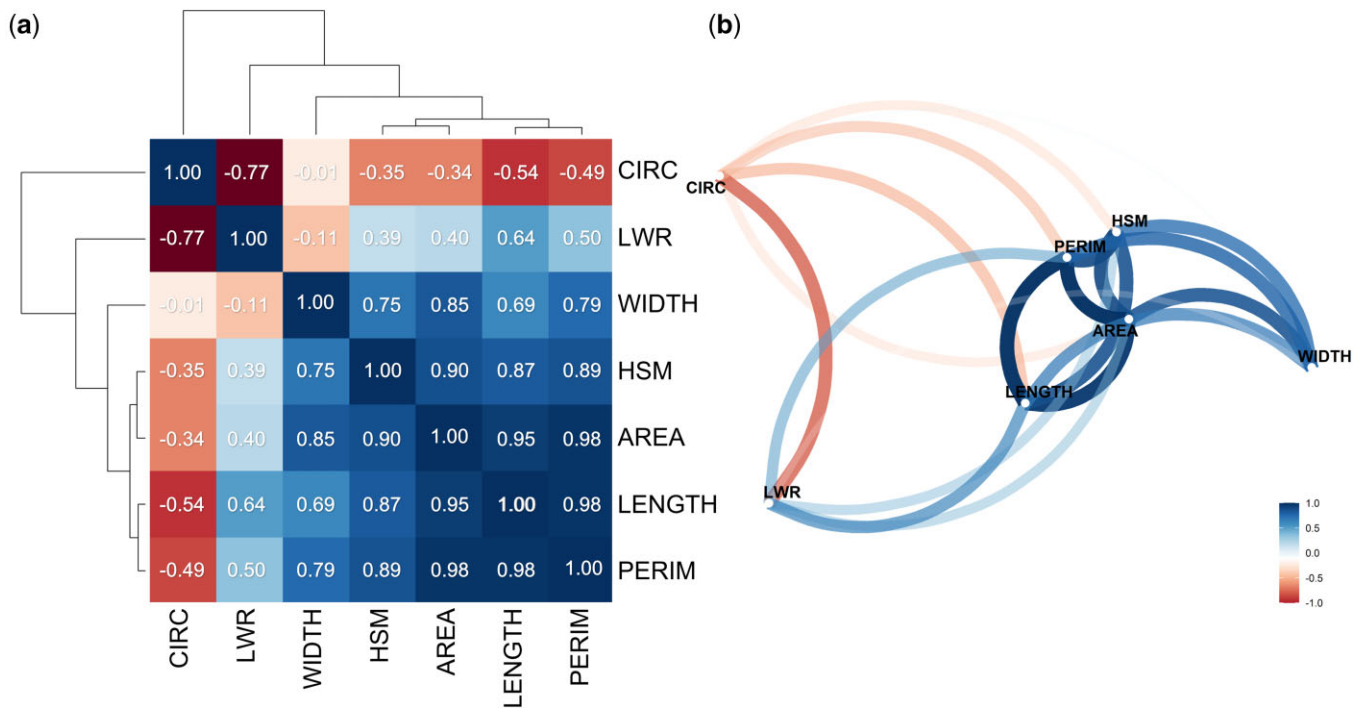 (a)
1.00 -0.77 -0.01 -0.35 -0.34 -0.54 -0.49 CIRC
-0.77 1.00 -0.11 0.39 0.40 0.64 0.50 LWR
-0.01 -0.11 1.00 0.75 0.85 0.69 0.79 WIDTH
-0.35 0.39 0.75 1.00 0.90 0.87 0.89 HSM
-0.34 0.40 0.85 0.90 1.00 0.95 0.98 AREA
-0.54 0.64 0.69 0.87 0.95 1.00 0.98 LENGTH
-0.49 0.50 0.79 0.89 0.98 0.98 1.00 PERIM
CIRC LWR WIDTH HSM AREA LENGTH PERIM
(b)
CIRC
HSM
PERIM
AREA
WIDTH
LENGTH
LWR
1.0
0.5
0.0
-0.5
-1.0